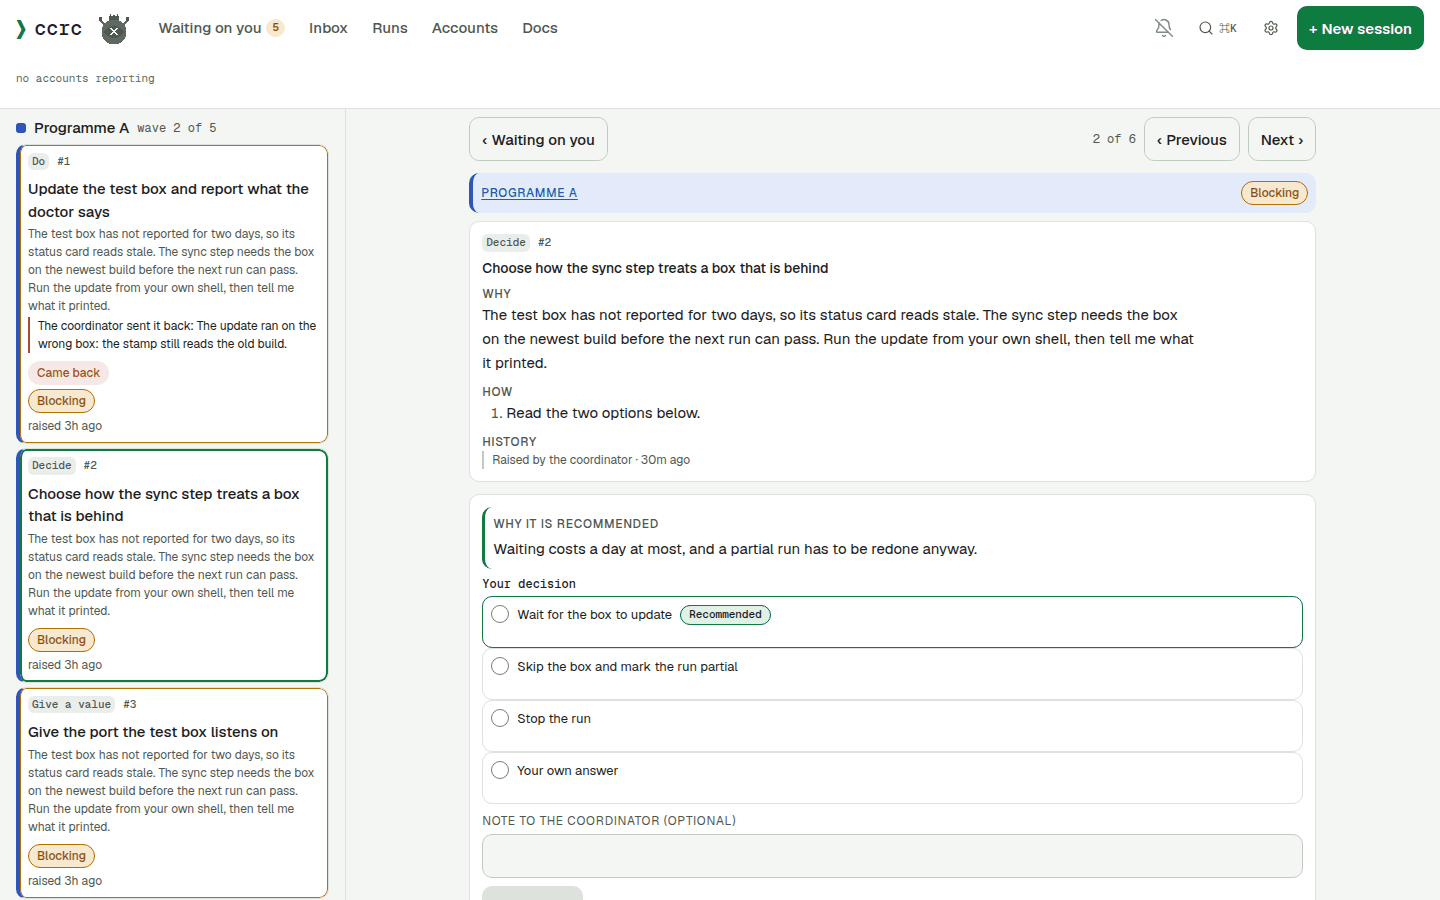 ccrc
Waiting on you 5
Inbox
Runs
Accounts
Docs
⌘K
+ New session
no accounts reporting
Programme A wave 2 of 5
Do #1
Update the test box and report what the
doctor says
The test box has not reported for two days, so its
status card reads stale. The sync step needs the box
on the newest build before the next run can pass.
Run the update from your own shell, then tell me
what it printed.
The coordinator sent it back: The update ran on the
wrong box: the stamp still reads the old build.
Came back
Blocking
raised 3h ago
Decide #2
Choose how the sync step treats a box
that is behind
The test box has not reported for two days, so its
status card reads stale. The sync step needs the box
on the newest build before the next run can pass.
Run the update from your own shell, then tell me
what it printed.
Blocking
raised 3h ago
Give a value #3
Give the port the test box listens on
The test box has not reported for two days, so its
status card reads stale. The sync step needs the box
on the newest build before the next run can pass.
Run the update from your own shell, then tell me
what it printed.
Blocking
raised 3h ago
‹ Waiting on you
2 of 6
‹ Previous
Next ›
PROGRAMME A
Blocking
Decide #2
Choose how the sync step treats a box that is behind
WHY
The test box has not reported for two days, so its status card reads stale. The sync step needs the box
on the newest build before the next run can pass. Run the update from your own shell, then tell me what
it printed.
HOW
1. Read the two options below.
HISTORY
Raised by the coordinator · 30m ago
WHY IT IS RECOMMENDED
Waiting costs a day at most, and a partial run has to be redone anyway.
Your decision
Wait for the box to update Recommended
Skip the box and mark the run partial
Stop the run
Your own answer
NOTE TO THE COORDINATOR (OPTIONAL)